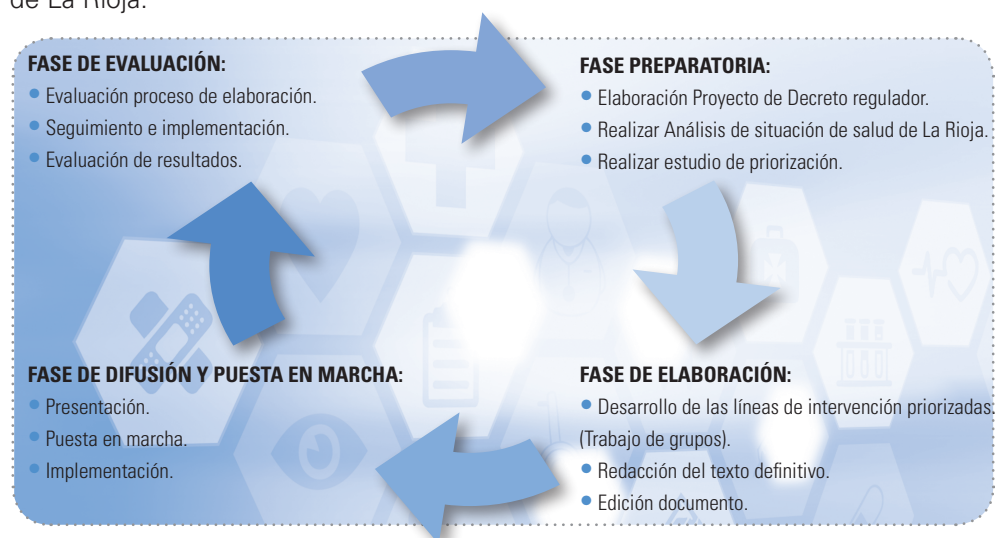 de La Rioja.
FASE DE EVALUACIÓN:
• Evaluación proceso de elaboración.
• Seguimiento e implementación.
• Evaluación de resultados.
FASE PREPARATORIA:
• Elaboración Proyecto de Decreto regulador.
• Realizar Análisis de situación de salud de La Rioja.
• Realizar estudio de priorización.
FASE DE DIFUSIÓN Y PUESTA EN MARCHA:
• Presentación.
• Puesta en marcha.
• Implementación.
FASE DE ELABORACIÓN:
• Desarrollo de las líneas de intervención priorizadas.
(Trabajo de grupos).
• Redacción del texto definitivo.
• Edición documento.